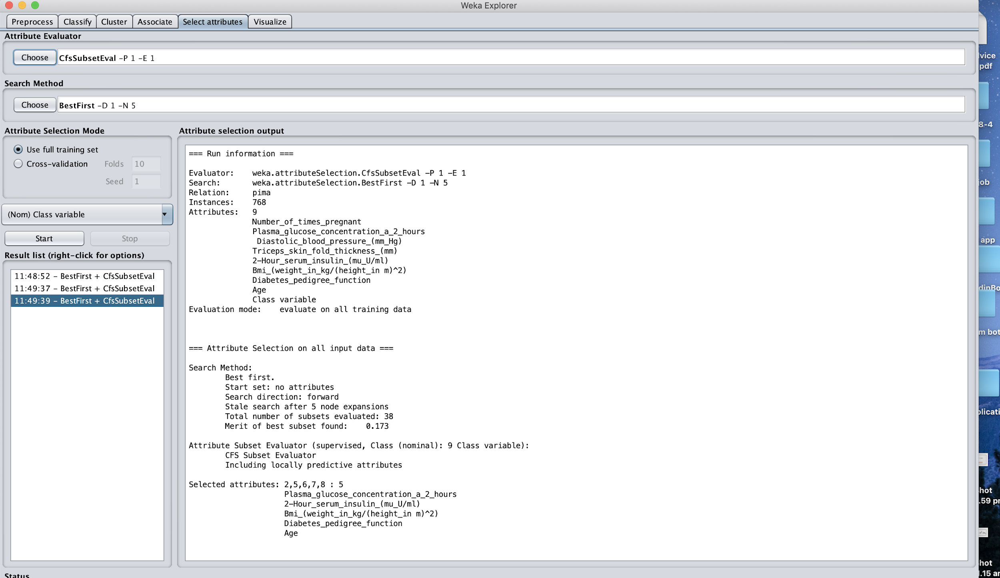 Weka Explorer
Preprocess Classify Cluster Associate Select attributes Visualize
Attribute Evaluator
Choose CfsSubsetEval -P 1 -E 1
Search Method
Choose BestFirst -D 1 -N 5
Attribute Selection Mode
Use full training set
Cross-validation Folds 10
Seed 1
(Nom) Class variable
Start Stop
Result list (right-click for options)
11:48:52 - BestFirst + CfsSubsetEval
11:49:37 - BestFirst + CfsSubsetEval
11:49:39 - BestFirst + CfsSubsetEval
Attribute selection output
=== Run information ===
Evaluator: weka.attributeSelection.CfsSubsetEval -P 1 -E 1
Search: weka.attributeSelection.BestFirst -D 1 -N 5
Relation: pima
Instances: 768
Attributes: 9
Number_of_times_pregnant
Plasma_glucose_concentration_a_2_hours
Diastolic_blood_pressure_(mm_Hg)
Triceps_skin_fold_thickness_(mm)
2-Hour_serum_insulin_(mu_U/ml)
Bmi_(weight_in_kg/(height_in m)^2)
Diabetes_pedigree_function
Age
Class variable
Evaluation mode: evaluate on all training data
=== Attribute Selection on all input data ===
Search Method:
Best first.
Start set: no attributes
Search direction: forward
Stale search after 5 node expansions
Total number of subsets evaluated: 38
Merit of best subset found: 0.173
Attribute Subset Evaluator (supervised, Class (nominal): 9 Class variable):
CFS Subset Evaluator
Including locally predictive attributes
Selected attributes: 2,5,6,7,8 : 5
Plasma_glucose_concentration_a_2_hours
2-Hour_serum_insulin_(mu_U/ml)
Bmi_(weight_in_kg/(height_in m)^2)
Diabetes_pedigree_function
Age
Status
pdf
8-4
job
app
m bot
.59
.15